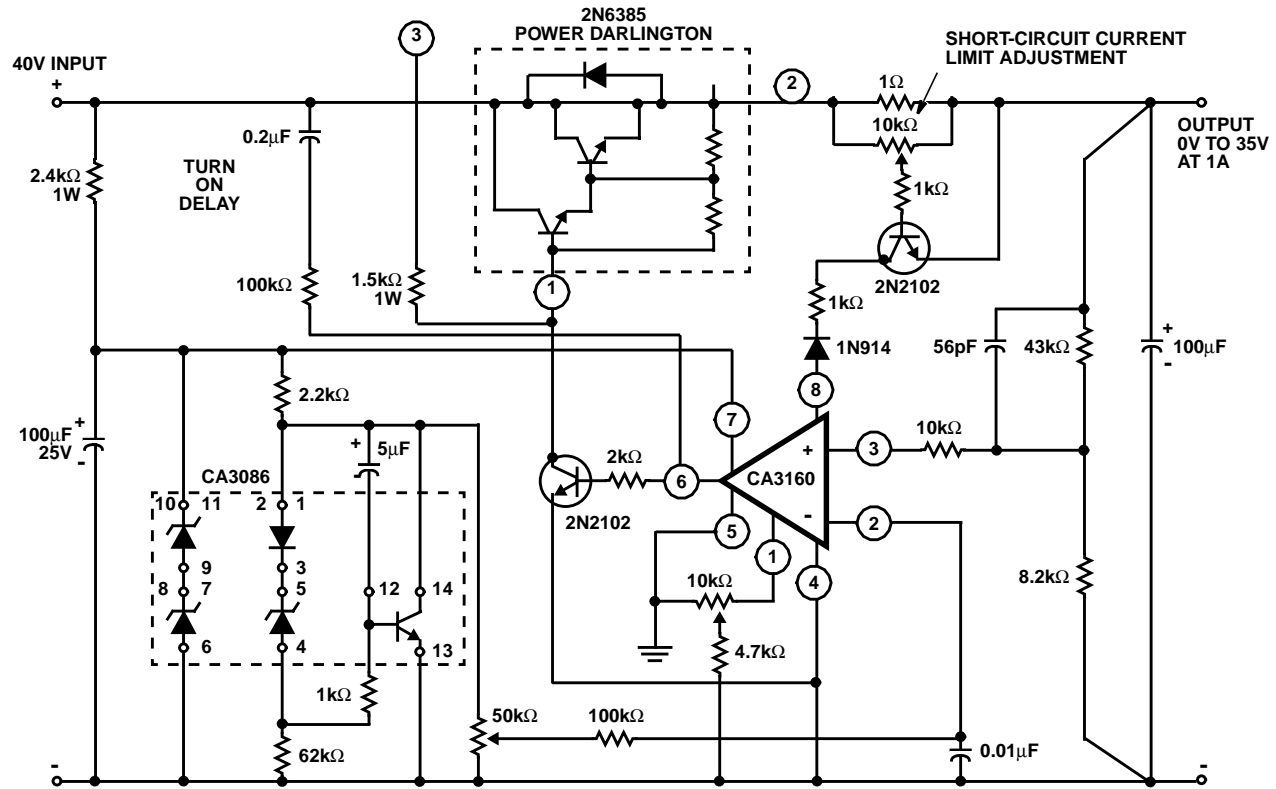 2N6385
POWER DARLINGTON
3
SHORT-CIRCUIT CURRENT
LIMIT ADJUSTMENT
40V INPUT
+
2
1Ω
10kΩ
OUTPUT
0V TO 35V
AT 1A
0.2μF
TURN
ON
DELAY
2.4kΩ
1W
1kΩ
2N2102
100kΩ
1.5kΩ
1W
1
1kΩ
1N914
56pF
43kΩ
+
100μF
-
2.2kΩ
8
7
100μF
25V
+
-
+
5μF
-
CA3086
2kΩ
6
+
CA3160
-
3
10kΩ
2N2102
10 11
2 1
5
2
9
3
1
8 7
5
12
14
10kΩ
4
8.2kΩ
6
4
13
4.7kΩ
1kΩ
50kΩ
100kΩ
62kΩ
0.01μF
-
-
+